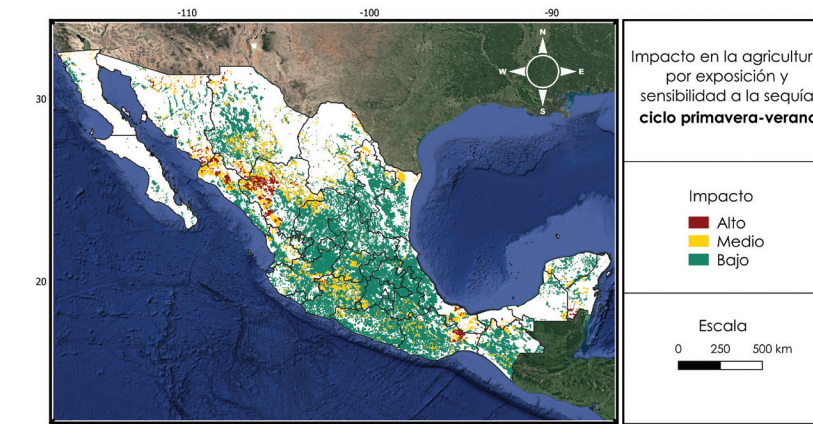 -110
-100
-90
30
20
N
W
E
S
Impacto en la agricultur
por exposición y
sensibilidad a la sequía
ciclo primavera-verano
Impacto
Alto
Medio
Bajo
Escala
0 250 500 km